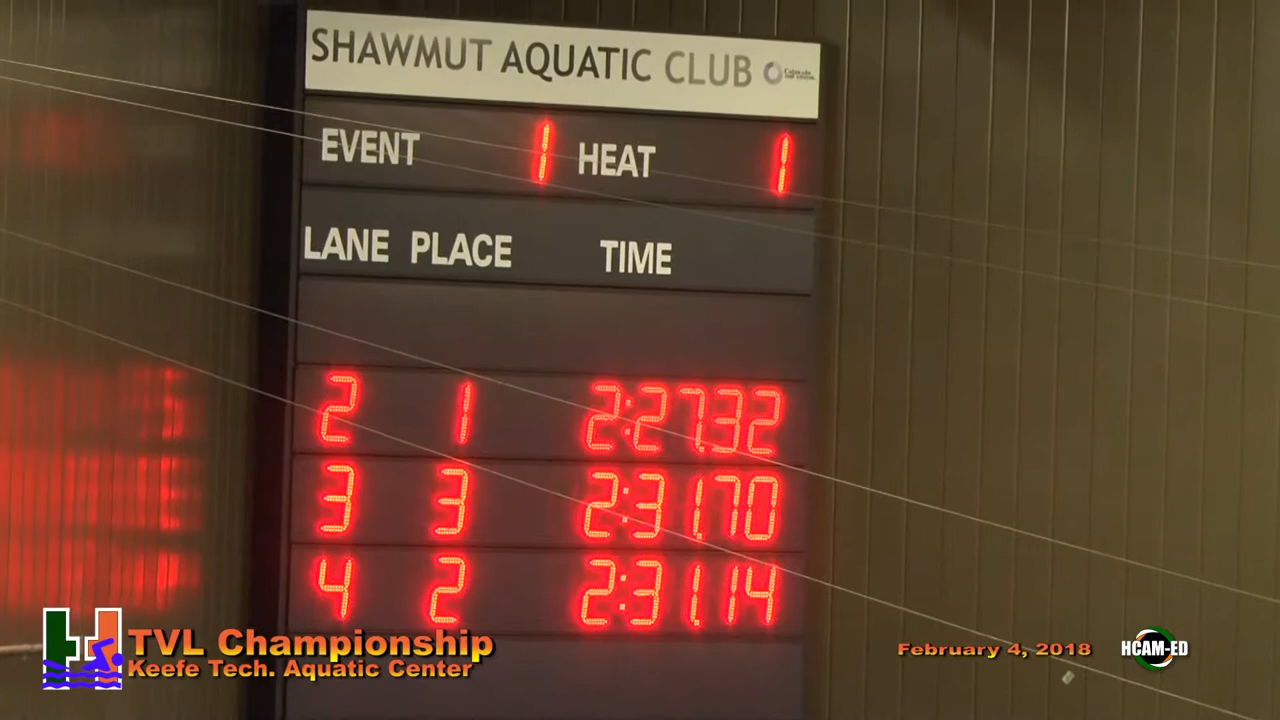 SHAWMUT AQUATIC CLUB
EVENT 1 HEAT 1
LANE PLACE TIME
2 1 2:27.32
3 3 2:31.70
4 2 2:31.14
TVL Championship
Keefe Tech. Aquatic Center
February 4, 2018
HCAM-ED